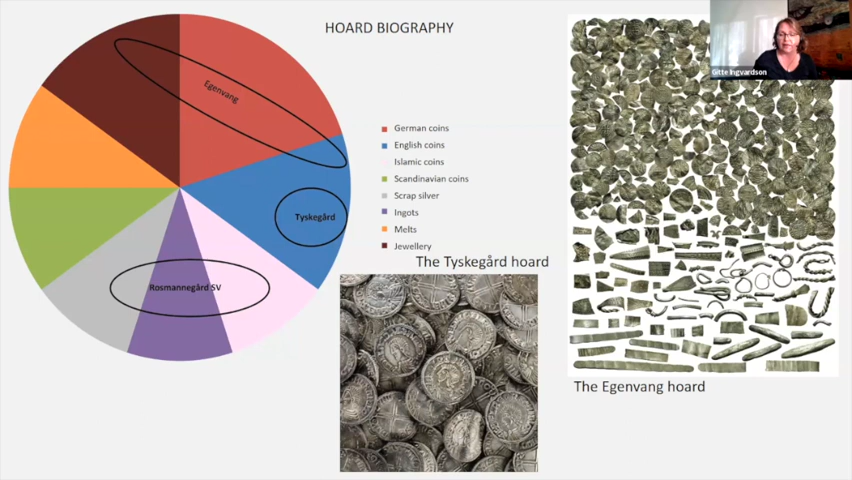 HOARD BIOGRAPHY
Gitte Ingvardson
Egenvang
Tyskegård
Rosmannegård SV
German coins
English coins
Islamic coins
Scandinavian coins
Scrap silver
Ingots
Melts
Jewellery
The Tyskegård hoard
The Egenvang hoard